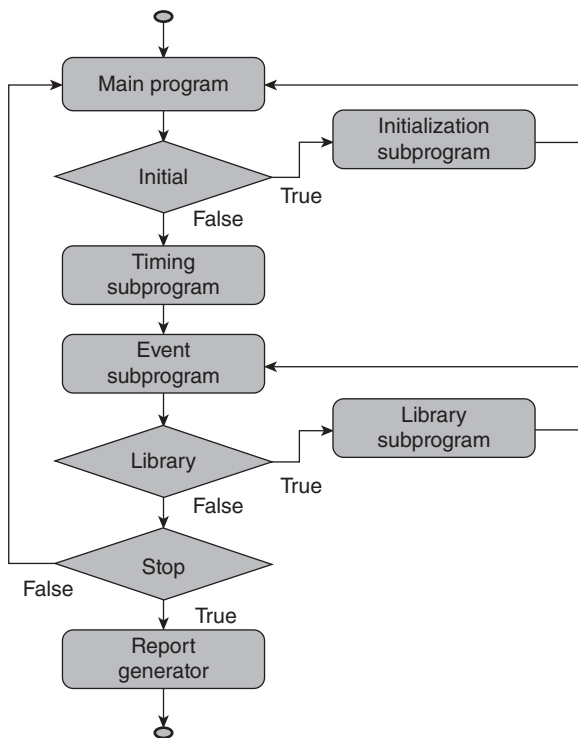 Main program
Initialization
subprogram
Initial
True
False
Timing
subprogram
Event
subprogram
Library
subprogram
Library
True
False
Stop
False
True
Report
generator